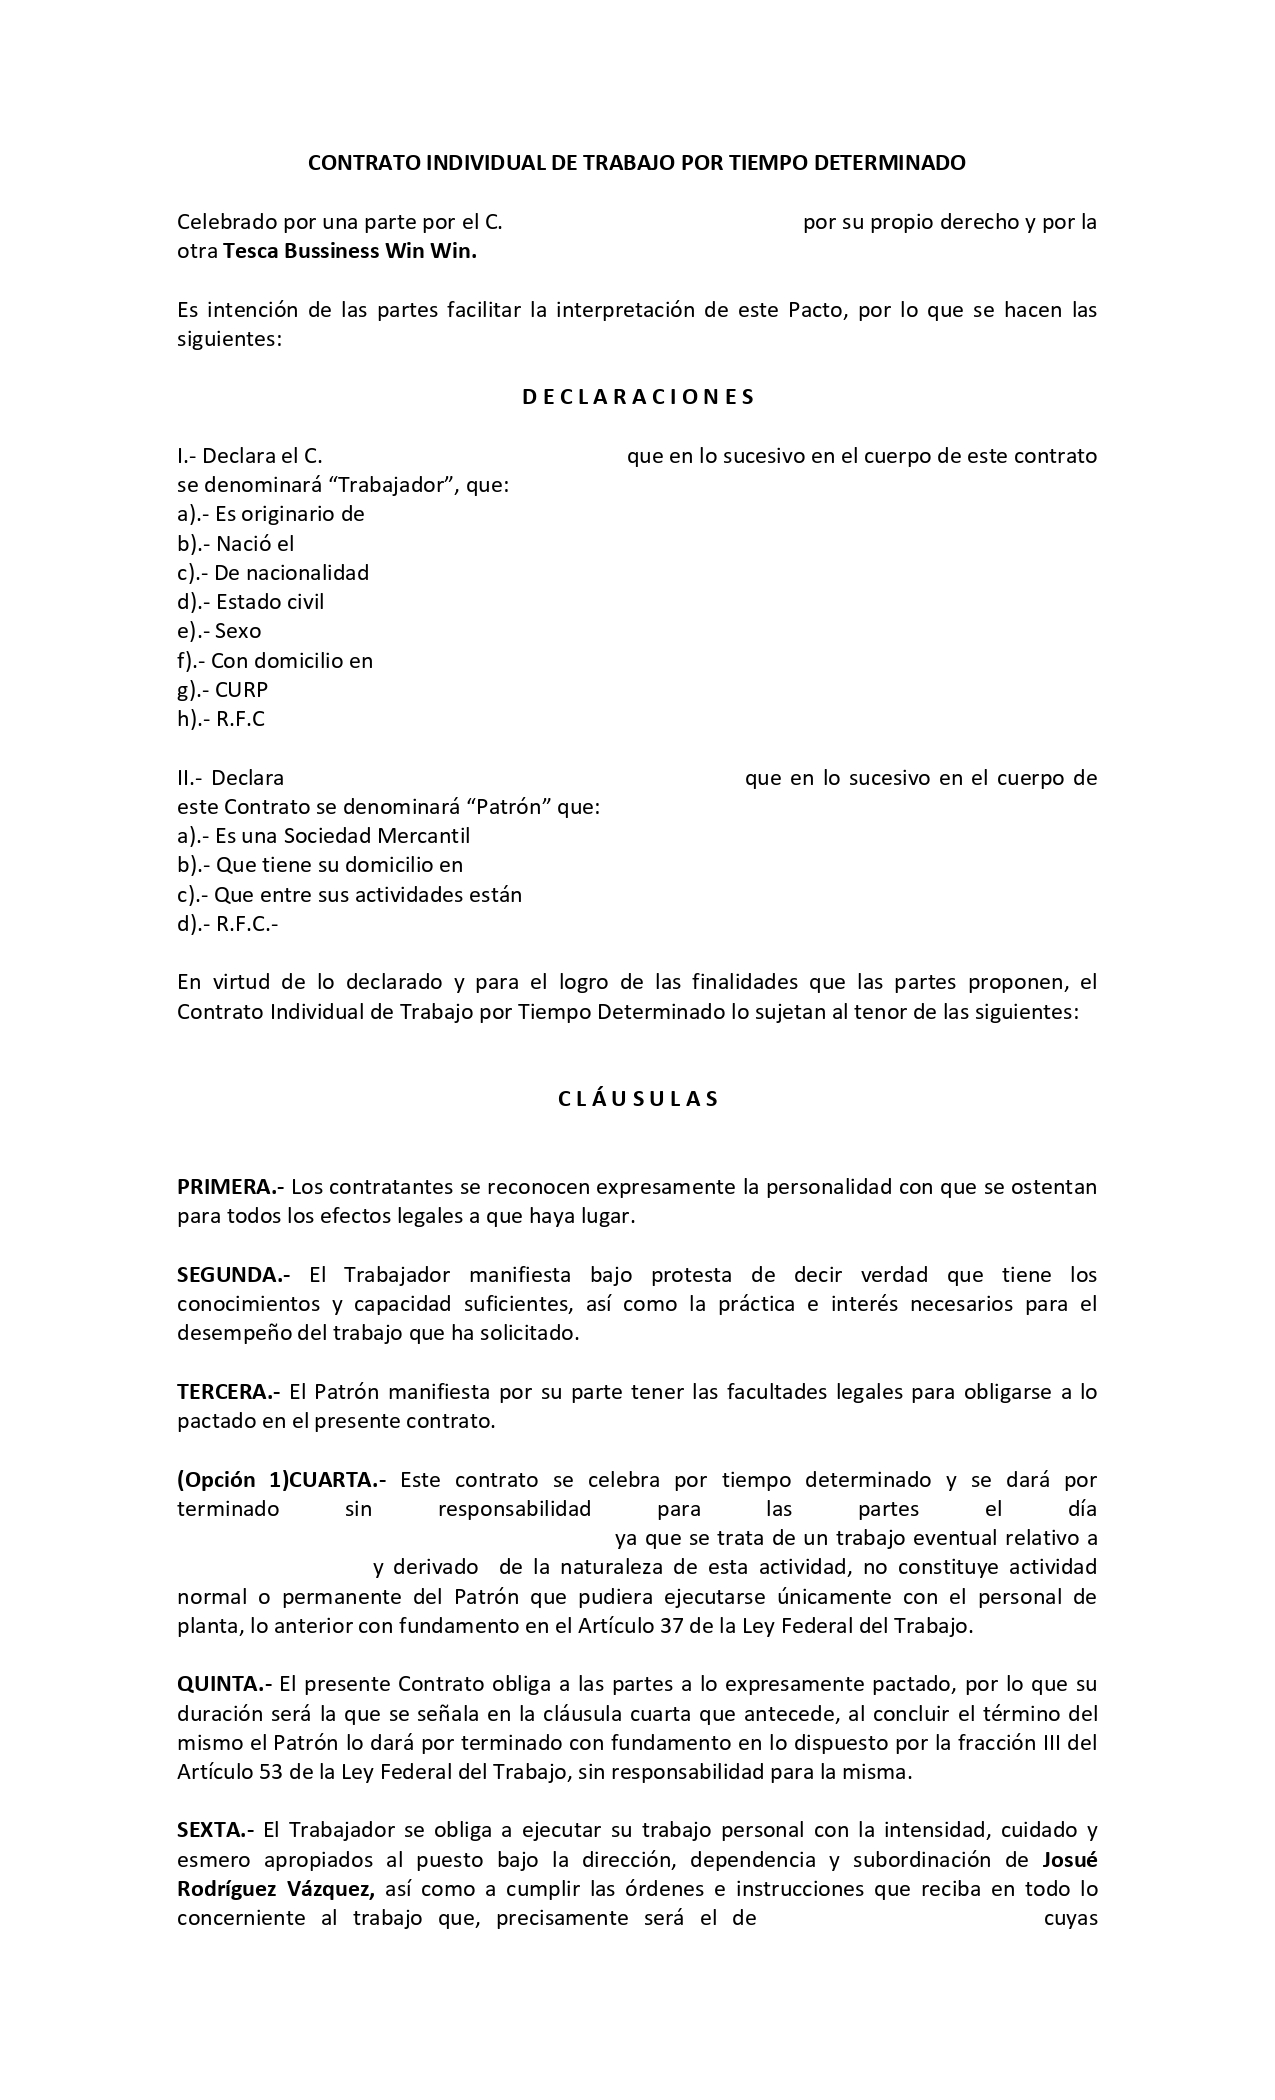 CONTRATO INDIVIDUAL DE TRABAJO POR TIEMPO DETERMINADO
Celebrado por una parte por el C. por su propio derecho y por la
otra Tesca Bussiness Win Win.
Es intención de las partes facilitar la interpretación de este Pacto, por lo que se hacen las
siguientes:
D E C L A R A C I O N E S
I.- Declara el C. que en lo sucesivo en el cuerpo de este contrato
se denominará “Trabajador”, que:
a).- Es originario de
b).- Nació el
c).- De nacionalidad
d).- Estado civil
e).- Sexo
f).- Con domicilio en
g).- CURP
h).- R.F.C
II.- Declara que en lo sucesivo en el cuerpo de
este Contrato se denominará “Patrón” que:
a).- Es una Sociedad Mercantil
b).- Que tiene su domicilio en
c).- Que entre sus actividades están
d).- R.F.C.-
En virtud de lo declarado y para el logro de las finalidades que las partes proponen, el
Contrato Individual de Trabajo por Tiempo Determinado lo sujetan al tenor de las siguientes:
C L Á U S U L A S
PRIMERA.- Los contratantes se reconocen expresamente la personalidad con que se ostentan
para todos los efectos legales a que haya lugar.
SEGUNDA.- El Trabajador manifiesta bajo protesta de decir verdad que tiene los
conocimientos y capacidad suficientes, así como la práctica e interés necesarios para el
desempeño del trabajo que ha solicitado.
TERCERA.- El Patrón manifiesta por su parte tener las facultades legales para obligarse a lo
pactado en el presente contrato.
(Opción 1)CUARTA.- Este contrato se celebra por tiempo determinado y se dará por
terminado sin responsabilidad para las partes el día
ya que se trata de un trabajo eventual relativo a
y derivado de la naturaleza de esta actividad, no constituye actividad
normal o permanente del Patrón que pudiera ejecutarse únicamente con el personal de
planta, lo anterior con fundamento en el Artículo 37 de la Ley Federal del Trabajo.
QUINTA.- El presente Contrato obliga a las partes a lo expresamente pactado, por lo que su
duración será la que se señala en la cláusula cuarta que antecede, al concluir el término del
mismo el Patrón lo dará por terminado con fundamento en lo dispuesto por la fracción III del
Artículo 53 de la Ley Federal del Trabajo, sin responsabilidad para la misma.
SEXTA.- El Trabajador se obliga a ejecutar su trabajo personal con la intensidad, cuidado y
esmero apropiados al puesto bajo la dirección, dependencia y subordinación de Josué
Rodríguez Vázquez, así como a cumplir las órdenes e instrucciones que reciba en todo lo
concerniente al trabajo que, precisamente será el de cuyas